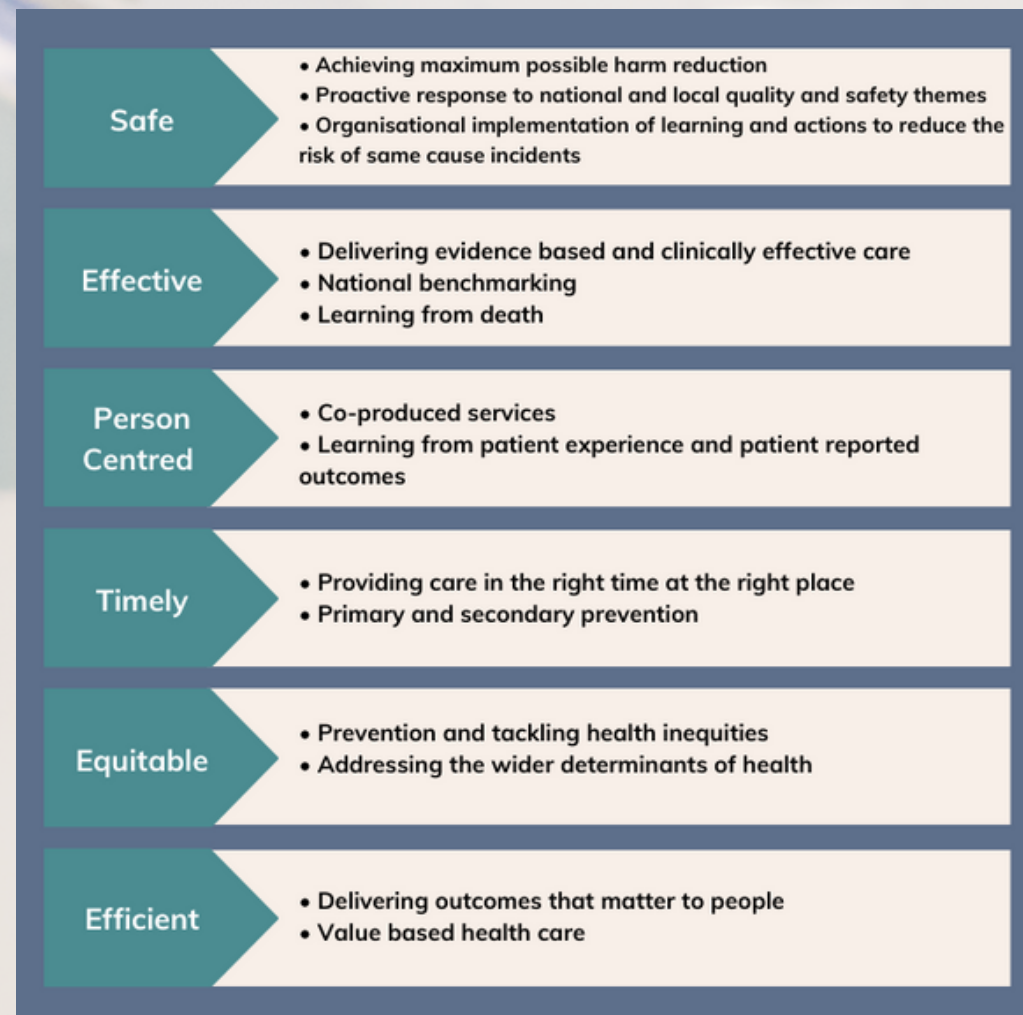 Safe
• Achieving maximum possible harm reduction
• Proactive response to national and local quality and safety themes
• Organisational implementation of learning and actions to reduce the
risk of same cause incidents
Effective
• Delivering evidence based and clinically effective care
• National benchmarking
• Learning from death
Person
Centred
• Co-produced services
• Learning from patient experience and patient reported
outcomes
Timely
• Providing care in the right time at the right place
• Primary and secondary prevention
Equitable
• Prevention and tackling health inequities
• Addressing the wider determinants of health
Efficient
• Delivering outcomes that matter to people
• Value based health care